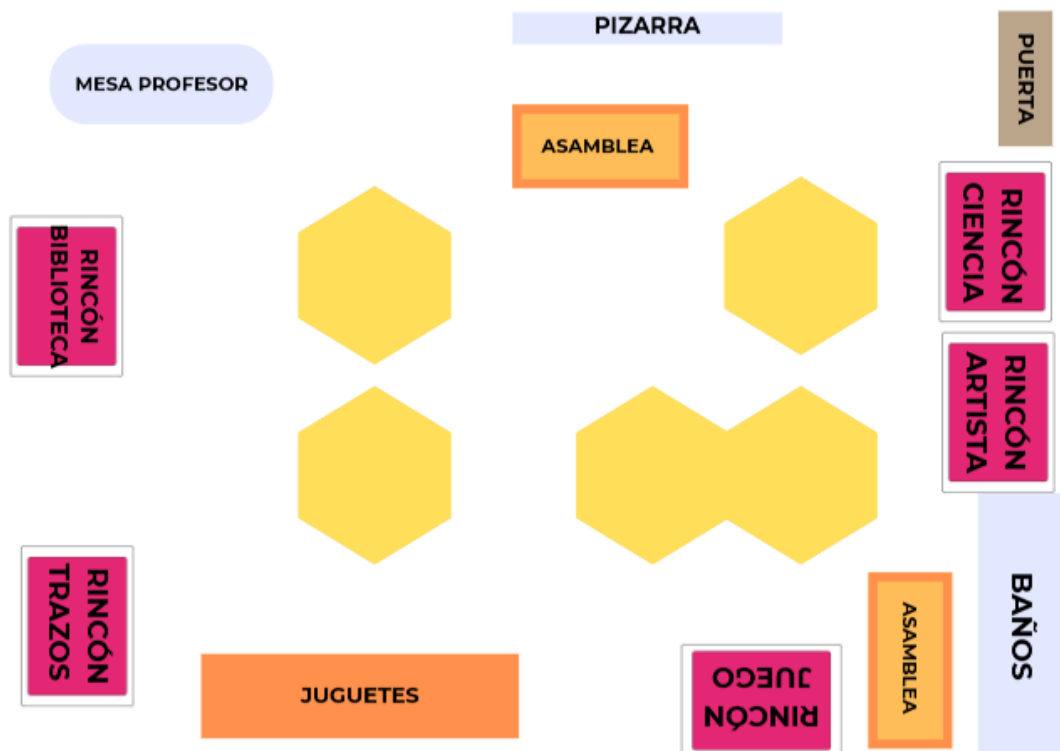 PIZARRA
PUERTA
MESA PROFESOR
ASAMBLEA
RINCÓN
CIENCIA
RINCÓN
BIBLIOTECA
RINCÓN
ARTISTA
RINCÓN
TRAZOS
BAÑOS
ASAMBLEA
JUGUETES
RINCÓN
JUEGO